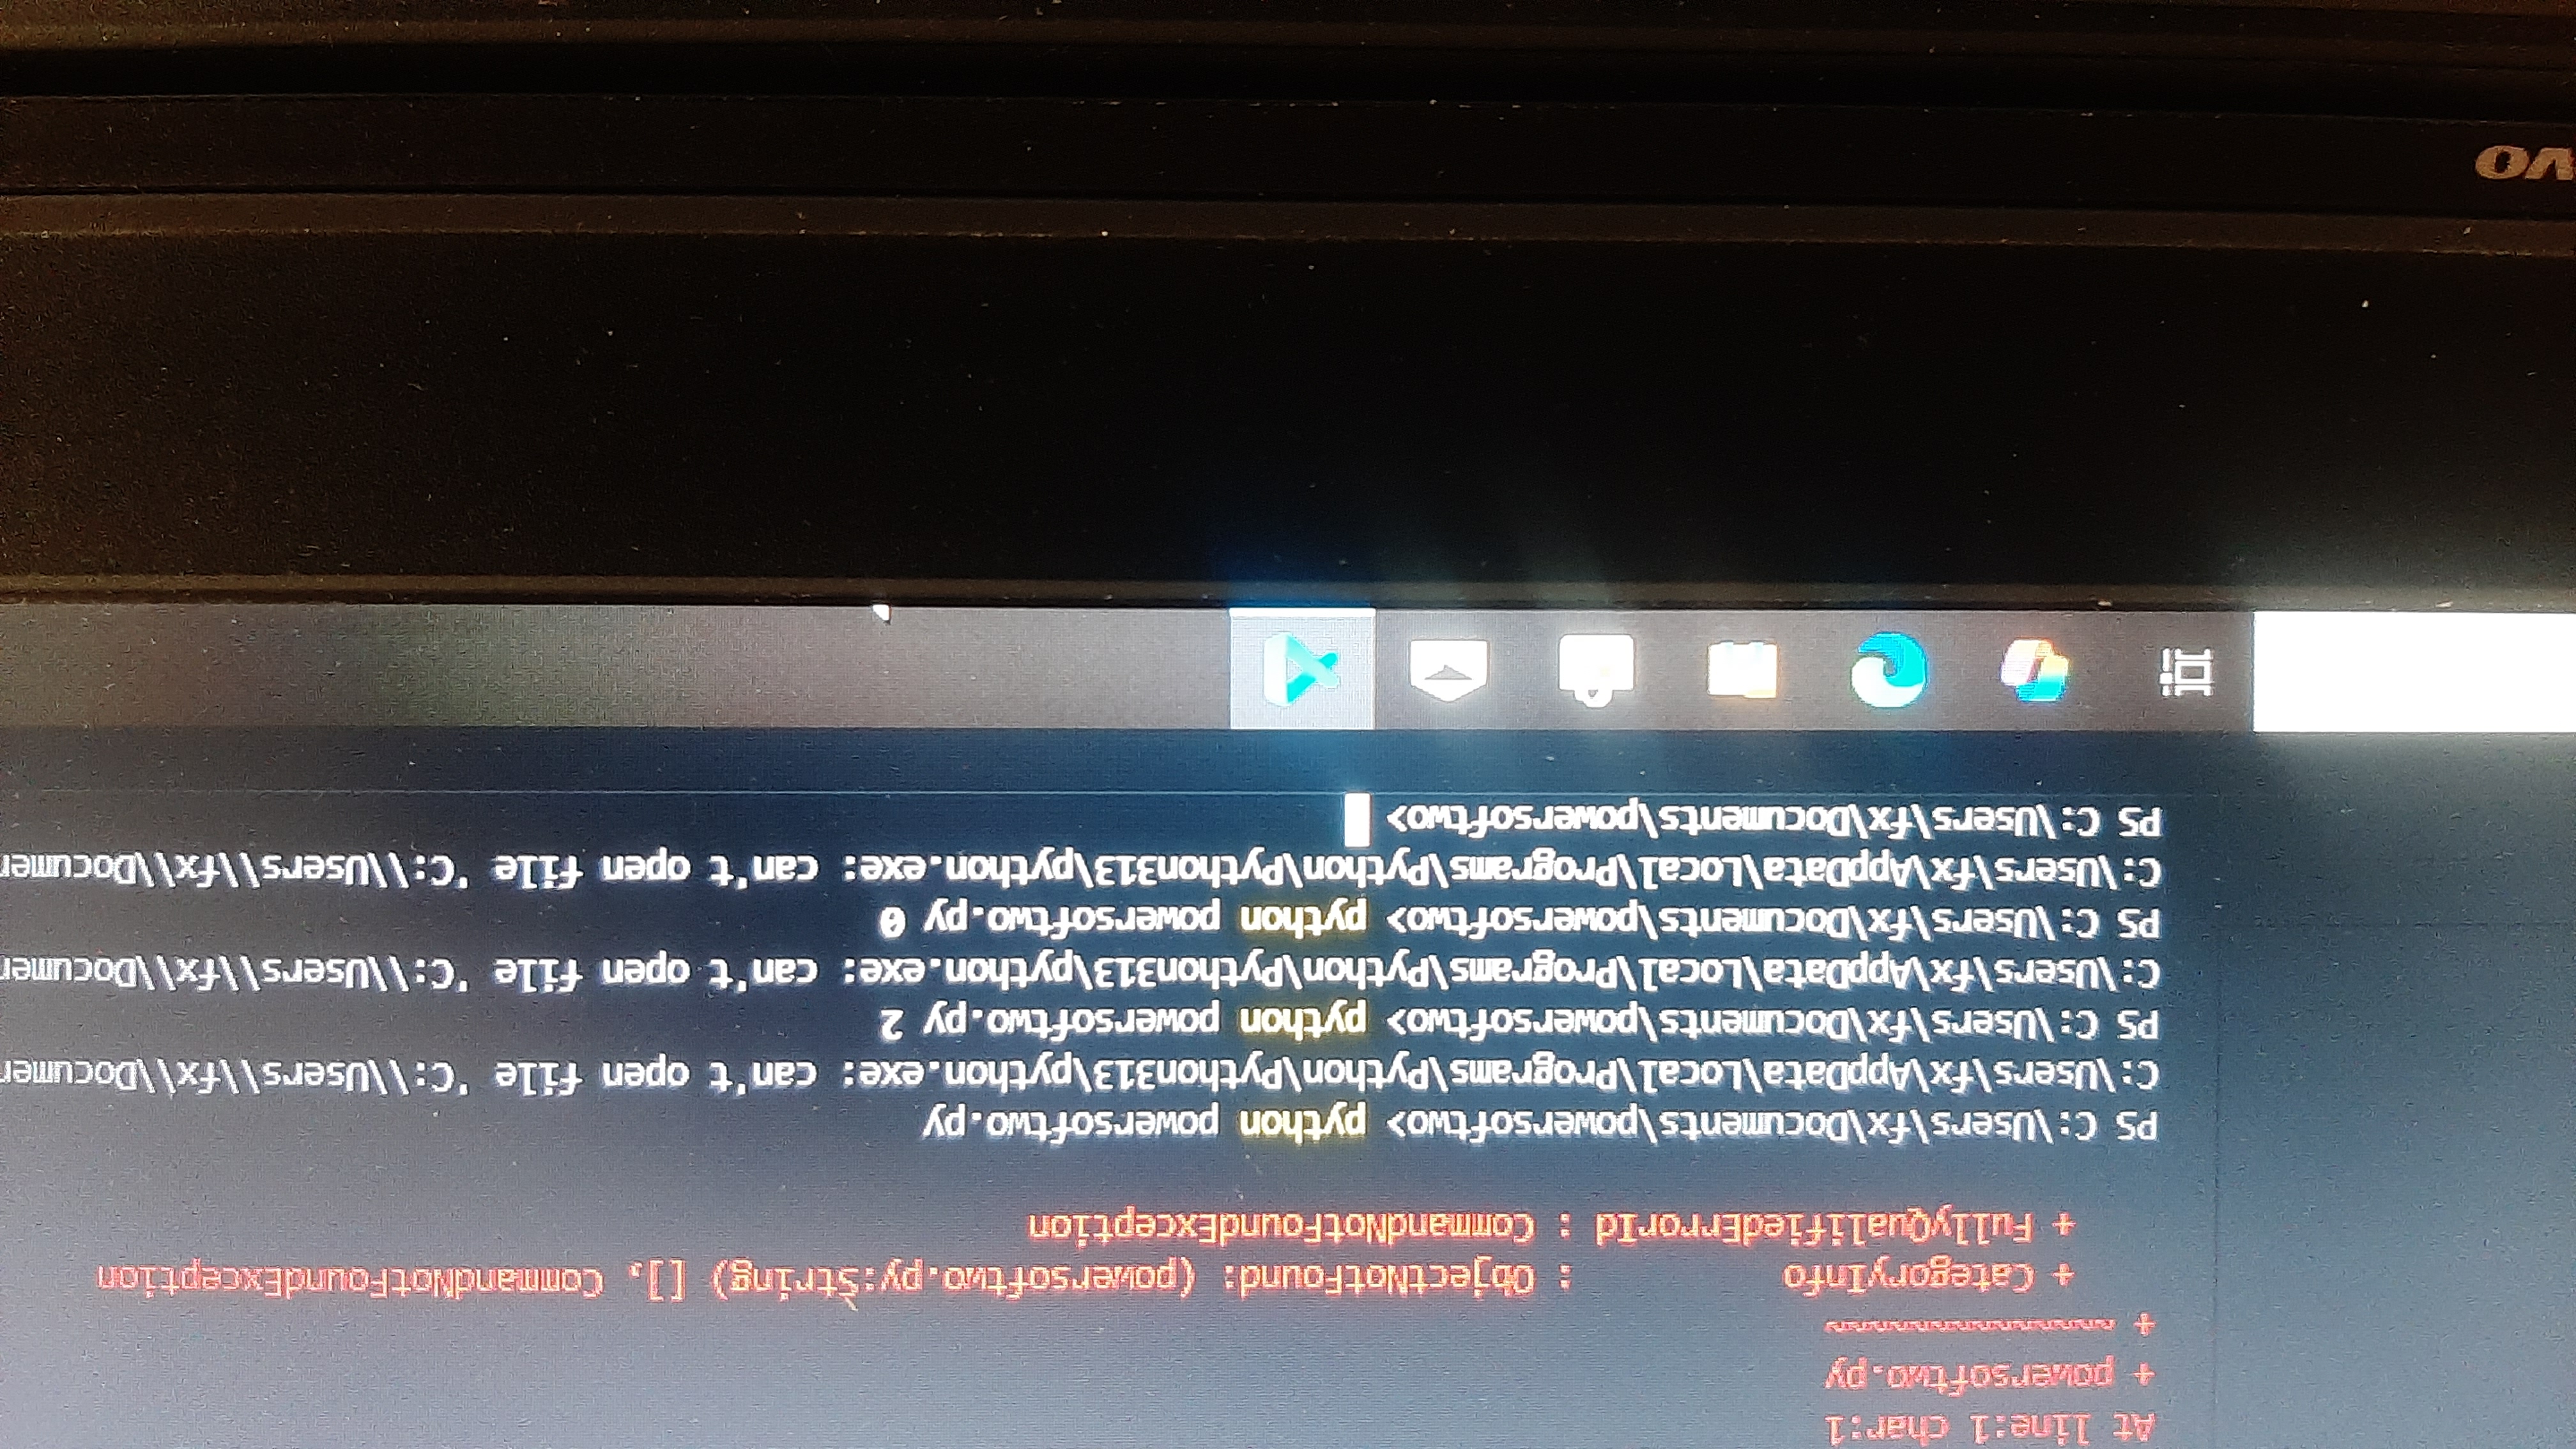 At line:1 char:1
+ powersoftwo.py
+ ~~~~~~~~~~~~~~
    + CategoryInfo          : ObjectNotFound: (powersoftwo.py:String) [], CommandNotFoundException
    + FullyQualifiedErrorId : CommandNotFoundException
PS C:\Users\fx\Documents\powersoftwo> python powersoftwo.py
C:\Users\fx\AppData\Local\Programs\Python\Python313\python.exe: can't open file 'C:\\Users\\fx\\Documen
PS C:\Users\fx\Documents\powersoftwo> python powersoftwo.py 2
C:\Users\fx\AppData\Local\Programs\Python\Python313\python.exe: can't open file 'C:\\Users\\fx\\Documen
PS C:\Users\fx\Documents\powersoftwo> python powersoftwo.py 0
C:\Users\fx\AppData\Local\Programs\Python\Python313\python.exe: can't open file 'C:\\Users\\fx\\Documen
PS C:\Users\fx\Documents\powersoftwo>
vo